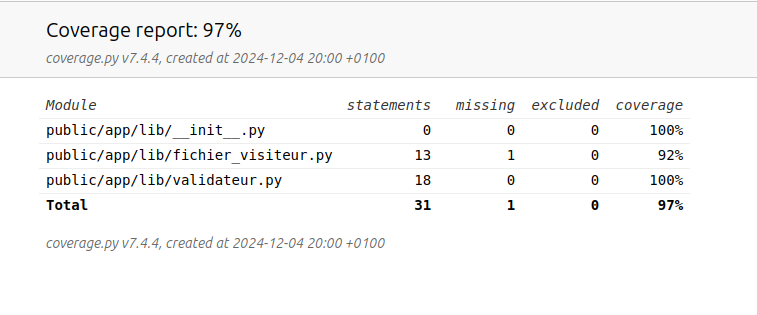 Coverage report: 97%
coverage.py v7.4.4, created at 2024-12-04 20:00 +0100
Module statements missing excluded coverage
public/app/lib/__init__.py 0 0 0 100%
public/app/lib/fichier_visiteur.py 13 1 0 92%
public/app/lib/validateur.py 18 0 0 100%
Total 31 1 0 97%
coverage.py v7.4.4, created at 2024-12-04 20:00 +0100